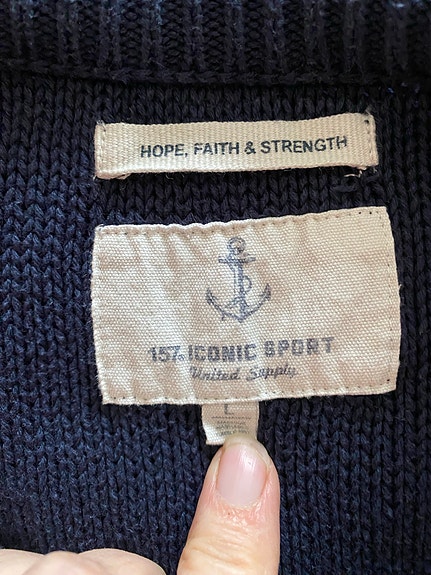 HOPE, FAITH & STRENGTH
157. ICONIC SPORT
United Supply
L